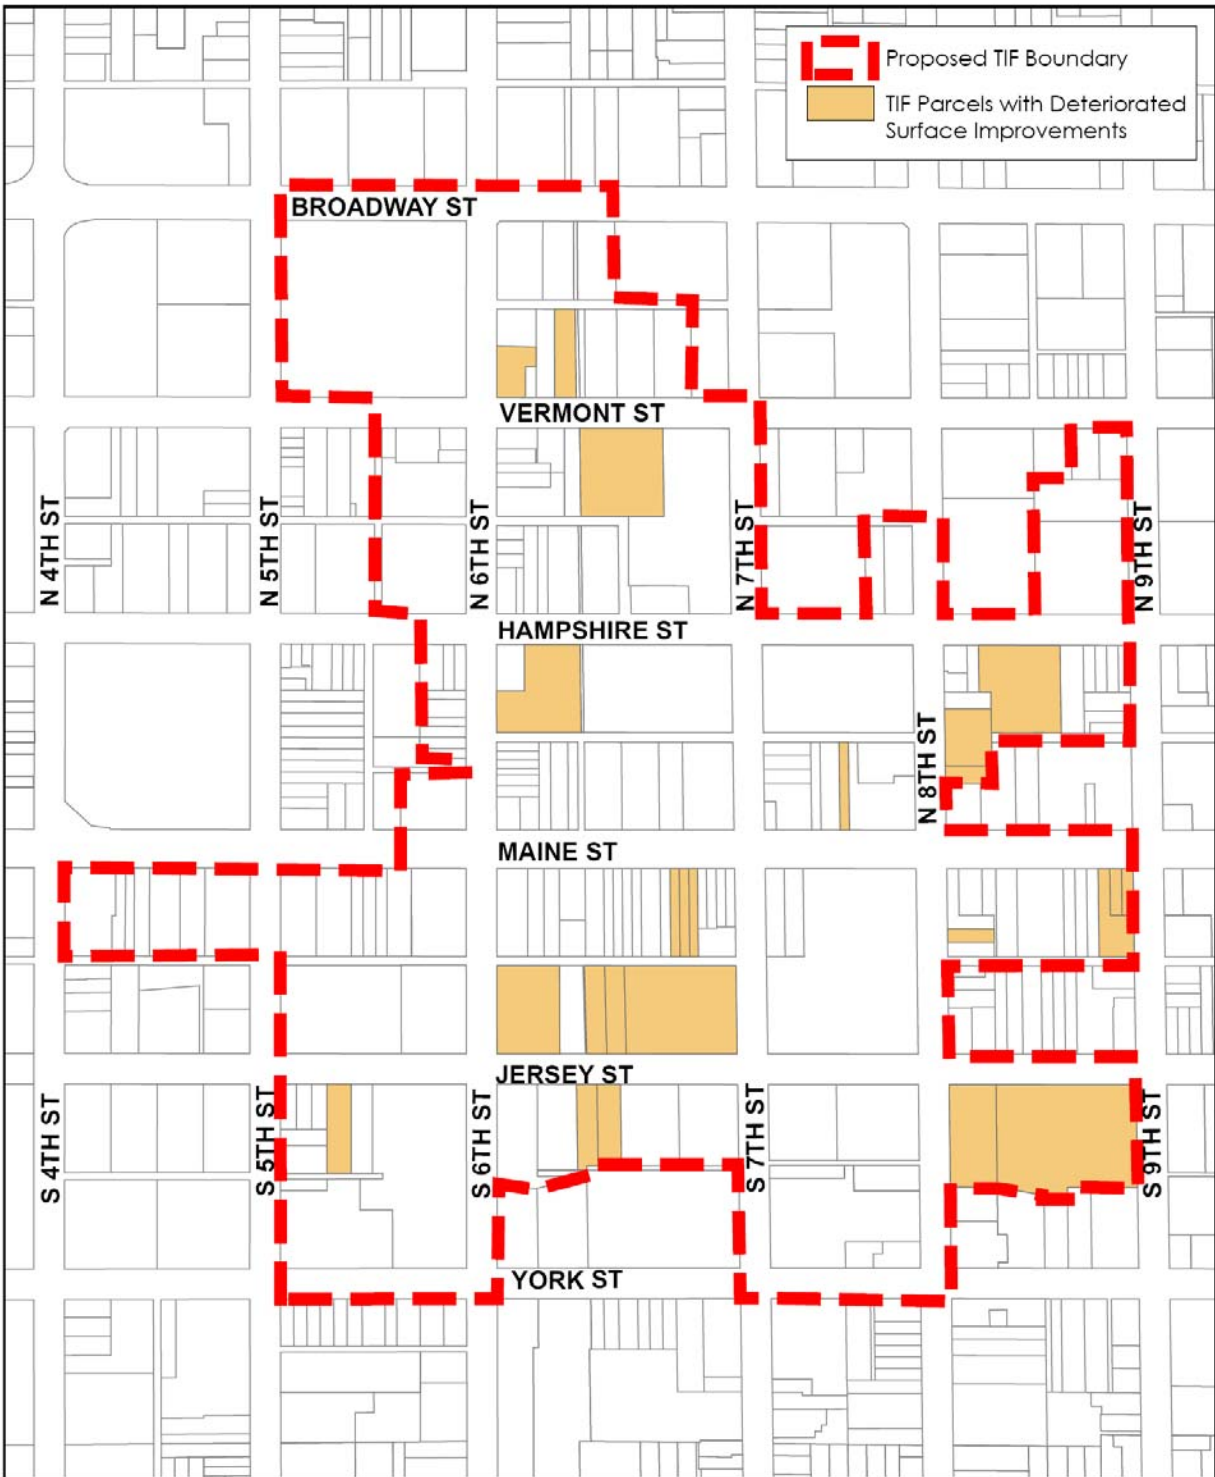 Proposed TIF Boundary
TIF Parcels with Deteriorated
Surface Improvements
BROADWAY ST
VERMONT ST
N 4TH ST
N 5TH ST
N 6TH ST
N 7TH ST
N 9TH ST
HAMPSHIRE ST
N 8TH ST
MAINE ST
JERSEY ST
S 4TH ST
S 5TH ST
S 6TH ST
S 7TH ST
S 9TH ST
YORK ST